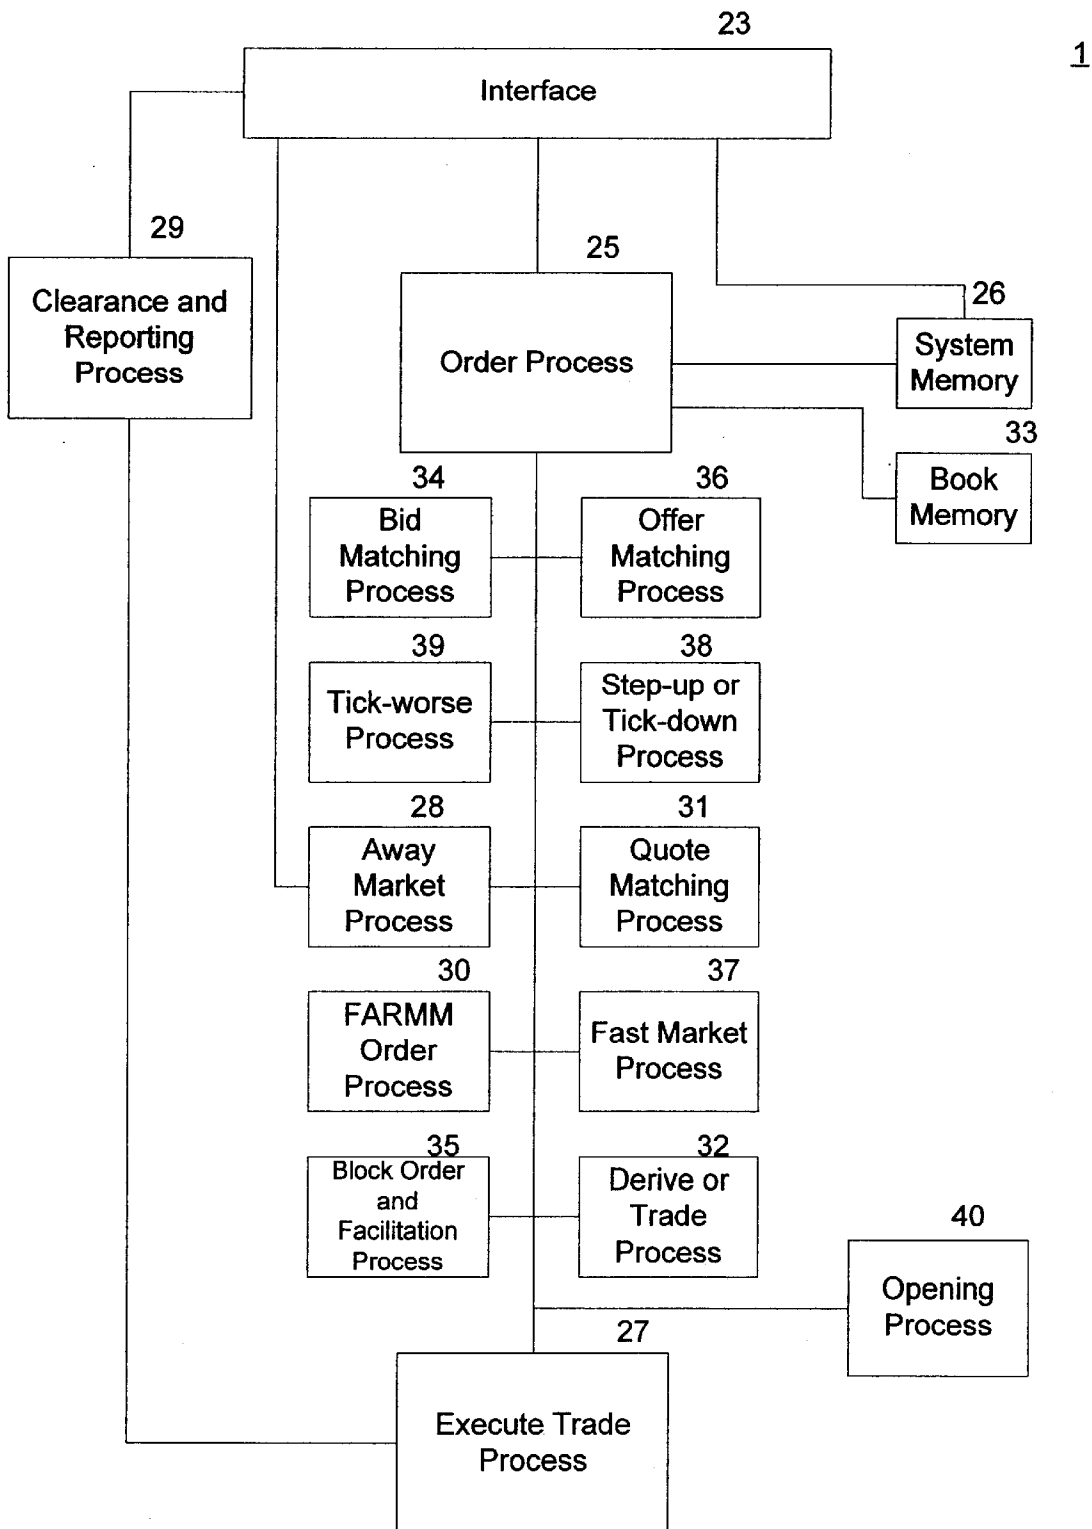 23
1
Interface
29
Clearance and
Reporting
Process
25
Order Process
26
System
Memory
33
Book
Memory
34
Bid
Matching
Process
36
Offer
Matching
Process
39
Tick-worse
Process
38
Step-up or
Tick-down
Process
28
Away
Market
Process
31
Quote
Matching
Process
30
FARMM
Order
Process
37
Fast Market
Process
35
Block Order
and
Facilitation
Process
32
Derive or
Trade
Process
40
Opening
Process
27
Execute Trade
Process